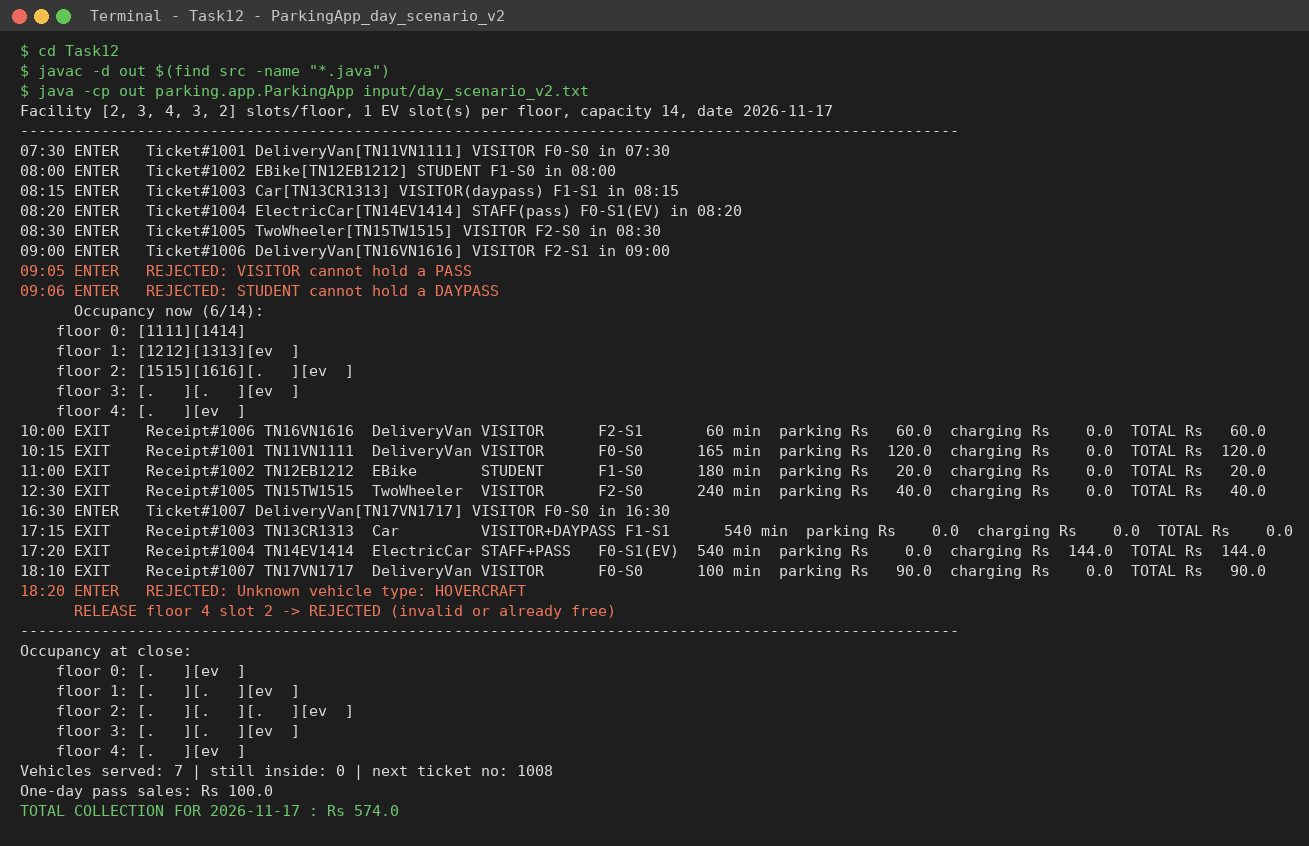 Terminal - Task12 - ParkingApp_day_scenario_v2
$ cd Task12
$ javac -d out $(find src -name "*.java")
$ java -cp out parking.app.ParkingApp input/day_scenario_v2.txt
Facility [2, 3, 4, 3, 2] slots/floor, 1 EV slot(s) per floor, capacity 14, date 2026-11-17
--------------------------------------------------------------------------------------------------------
07:30 ENTER   Ticket#1001 DeliveryVan[TN11VN1111] VISITOR F0-S0 in 07:30
08:00 ENTER   Ticket#1002 EBike[TN12EB1212] STUDENT F1-S0 in 08:00
08:15 ENTER   Ticket#1003 Car[TN13CR1313] VISITOR(daypass) F1-S1 in 08:15
08:20 ENTER   Ticket#1004 ElectricCar[TN14EV1414] STAFF(pass) F0-S1(EV) in 08:20
08:30 ENTER   Ticket#1005 TwoWheeler[TN15TW1515] VISITOR F2-S0 in 08:30
09:00 ENTER   Ticket#1006 DeliveryVan[TN16VN1616] VISITOR F2-S1 in 09:00
09:05 ENTER   REJECTED: VISITOR cannot hold a PASS
09:06 ENTER   REJECTED: STUDENT cannot hold a DAYPASS
      Occupancy now (6/14):
    floor 0: [1111][1414]
    floor 1: [1212][1313][ev  ]
    floor 2: [1515][1616][.   ][ev  ]
    floor 3: [.   ][.   ][ev  ]
    floor 4: [.   ][ev  ]
10:00 EXIT    Receipt#1006 TN16VN1616  DeliveryVan VISITOR      F2-S1       60 min  parking Rs   60.0  charging Rs    0.0  TOTAL Rs   60.0
10:15 EXIT    Receipt#1001 TN11VN1111  DeliveryVan VISITOR      F0-S0      165 min  parking Rs  120.0  charging Rs    0.0  TOTAL Rs  120.0
11:00 EXIT    Receipt#1002 TN12EB1212  EBike       STUDENT      F1-S0      180 min  parking Rs   20.0  charging Rs    0.0  TOTAL Rs   20.0
12:30 EXIT    Receipt#1005 TN15TW1515  TwoWheeler  VISITOR      F2-S0      240 min  parking Rs   40.0  charging Rs    0.0  TOTAL Rs   40.0
16:30 ENTER   Ticket#1007 DeliveryVan[TN17VN1717] VISITOR F0-S0 in 16:30
17:15 EXIT    Receipt#1003 TN13CR1313  Car         VISITOR+DAYPASS F1-S1      540 min  parking Rs    0.0  charging Rs    0.0  TOTAL Rs    0.0
17:20 EXIT    Receipt#1004 TN14EV1414  ElectricCar STAFF+PASS   F0-S1(EV)  540 min  parking Rs    0.0  charging Rs  144.0  TOTAL Rs  144.0
18:10 EXIT    Receipt#1007 TN17VN1717  DeliveryVan VISITOR      F0-S0      100 min  parking Rs   90.0  charging Rs    0.0  TOTAL Rs   90.0
18:20 ENTER   REJECTED: Unknown vehicle type: HOVERCRAFT
      RELEASE floor 4 slot 2 -> REJECTED (invalid or already free)
--------------------------------------------------------------------------------------------------------
Occupancy at close:
    floor 0: [.   ][ev  ]
    floor 1: [.   ][.   ][ev  ]
    floor 2: [.   ][.   ][.   ][ev  ]
    floor 3: [.   ][.   ][ev  ]
    floor 4: [.   ][ev  ]
Vehicles served: 7 | still inside: 0 | next ticket no: 1008
One-day pass sales: Rs 100.0
TOTAL COLLECTION FOR 2026-11-17 : Rs 574.0